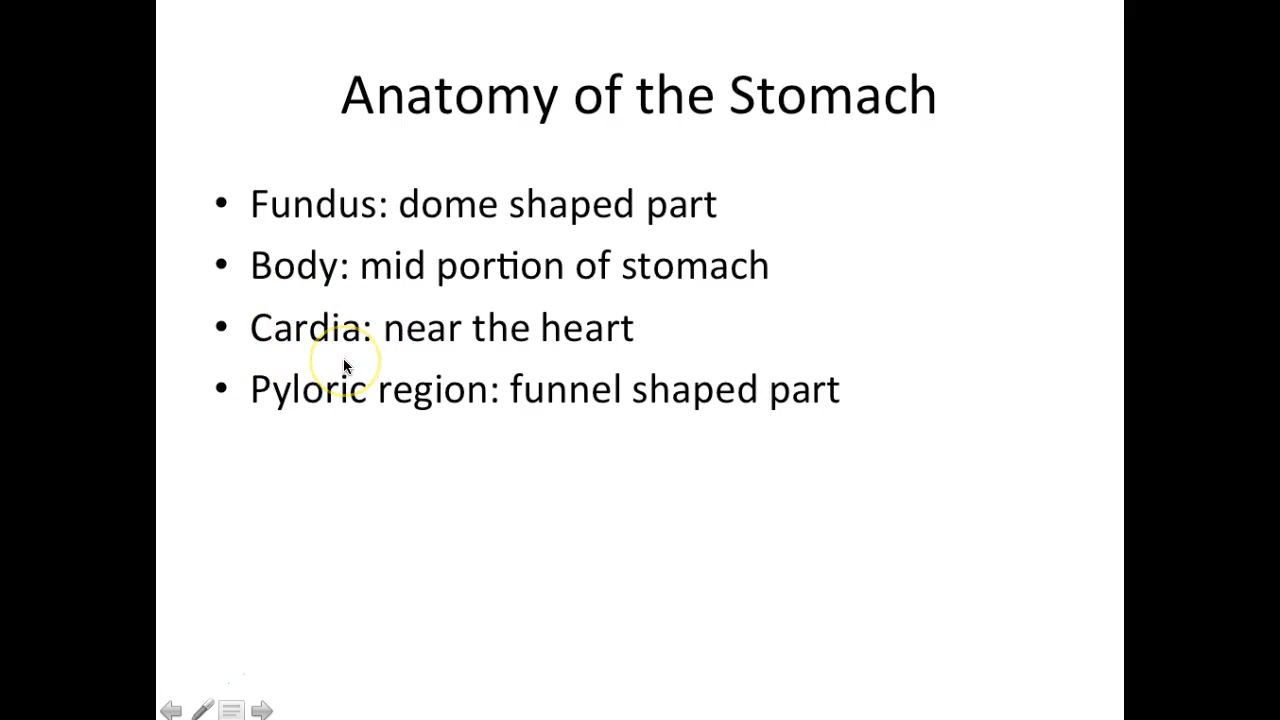 Anatomy of the Stomach
• Fundus: dome shaped part
• Body: mid portion of stomach
• Cardia: near the heart
• Pyloric region: funnel shaped part